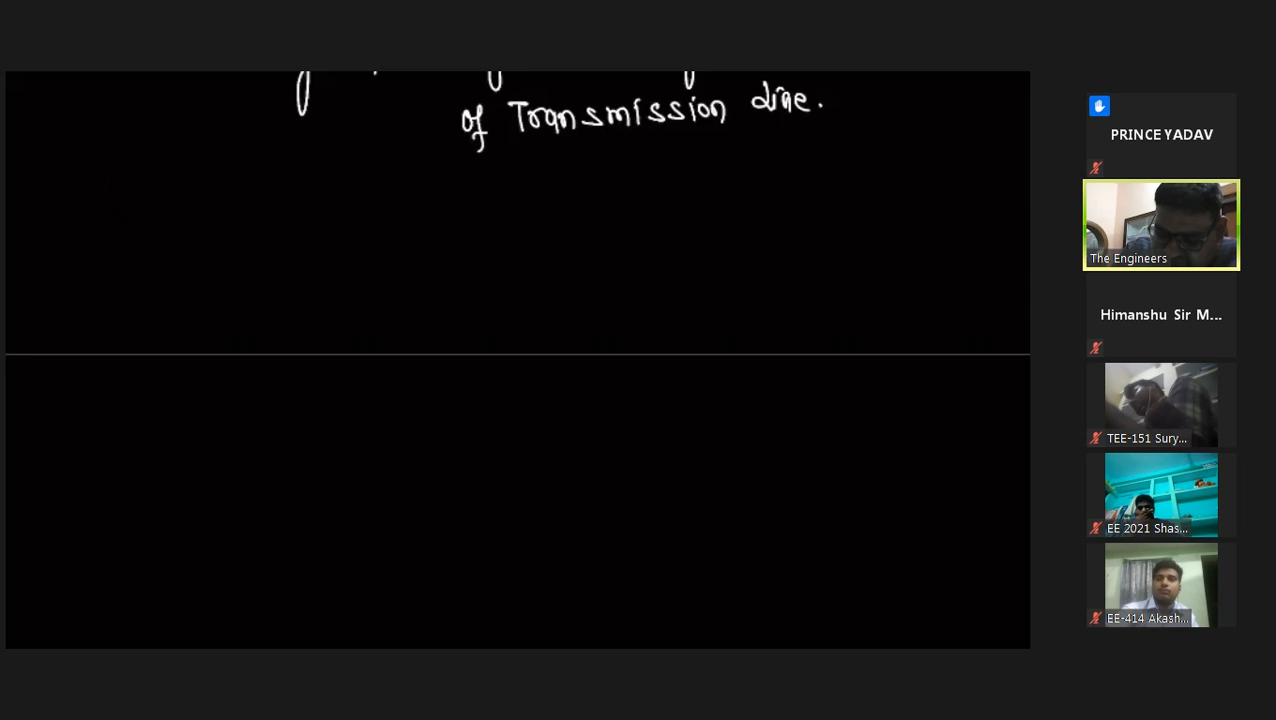 of Transmission line.
PRINCE YADAV
The Engineers
Himanshu Sir M...
TEE-151 Sury...
EE 2021 Shas...
EE-414 Akash...